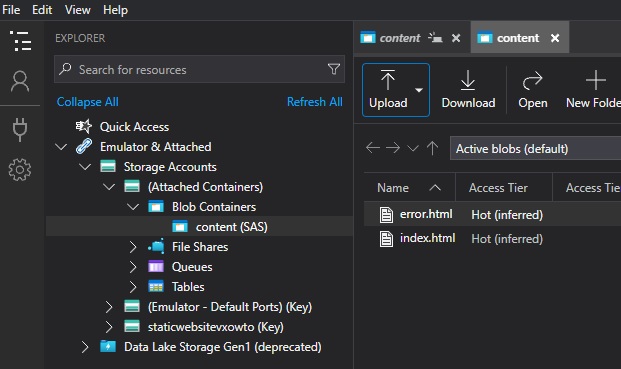 File Edit View Help
EXPLORER
Search for resources
Collapse All Refresh All
Quick Access
Emulator & Attached
Storage Accounts
(Attached Containers)
Blob Containers
content (SAS)
File Shares
Queues
Tables
(Emulator - Default Ports) (Key)
staticwebsitevxowto (Key)
Data Lake Storage Gen1 (deprecated)
content content
Upload Download Open New Folde
Active blobs (default)
Name Access Tier Access Tier
error.html Hot (inferred)
index.html Hot (inferred)